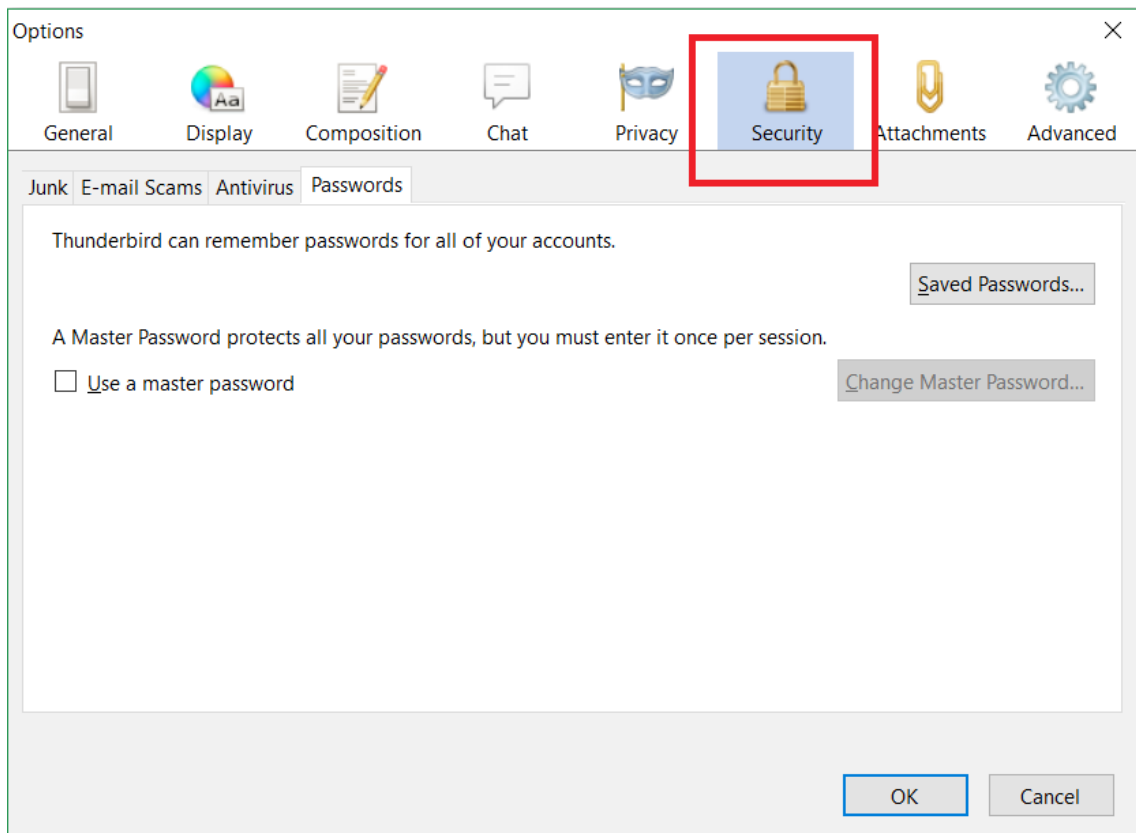 Options
General Display Composition Chat Privacy Security Attachments Advanced
Junk E-mail Scams Antivirus Passwords
Thunderbird can remember passwords for all of your accounts.
Saved Passwords...
A Master Password protects all your passwords, but you must enter it once per session.
Use a master password Change Master Password...
OK Cancel